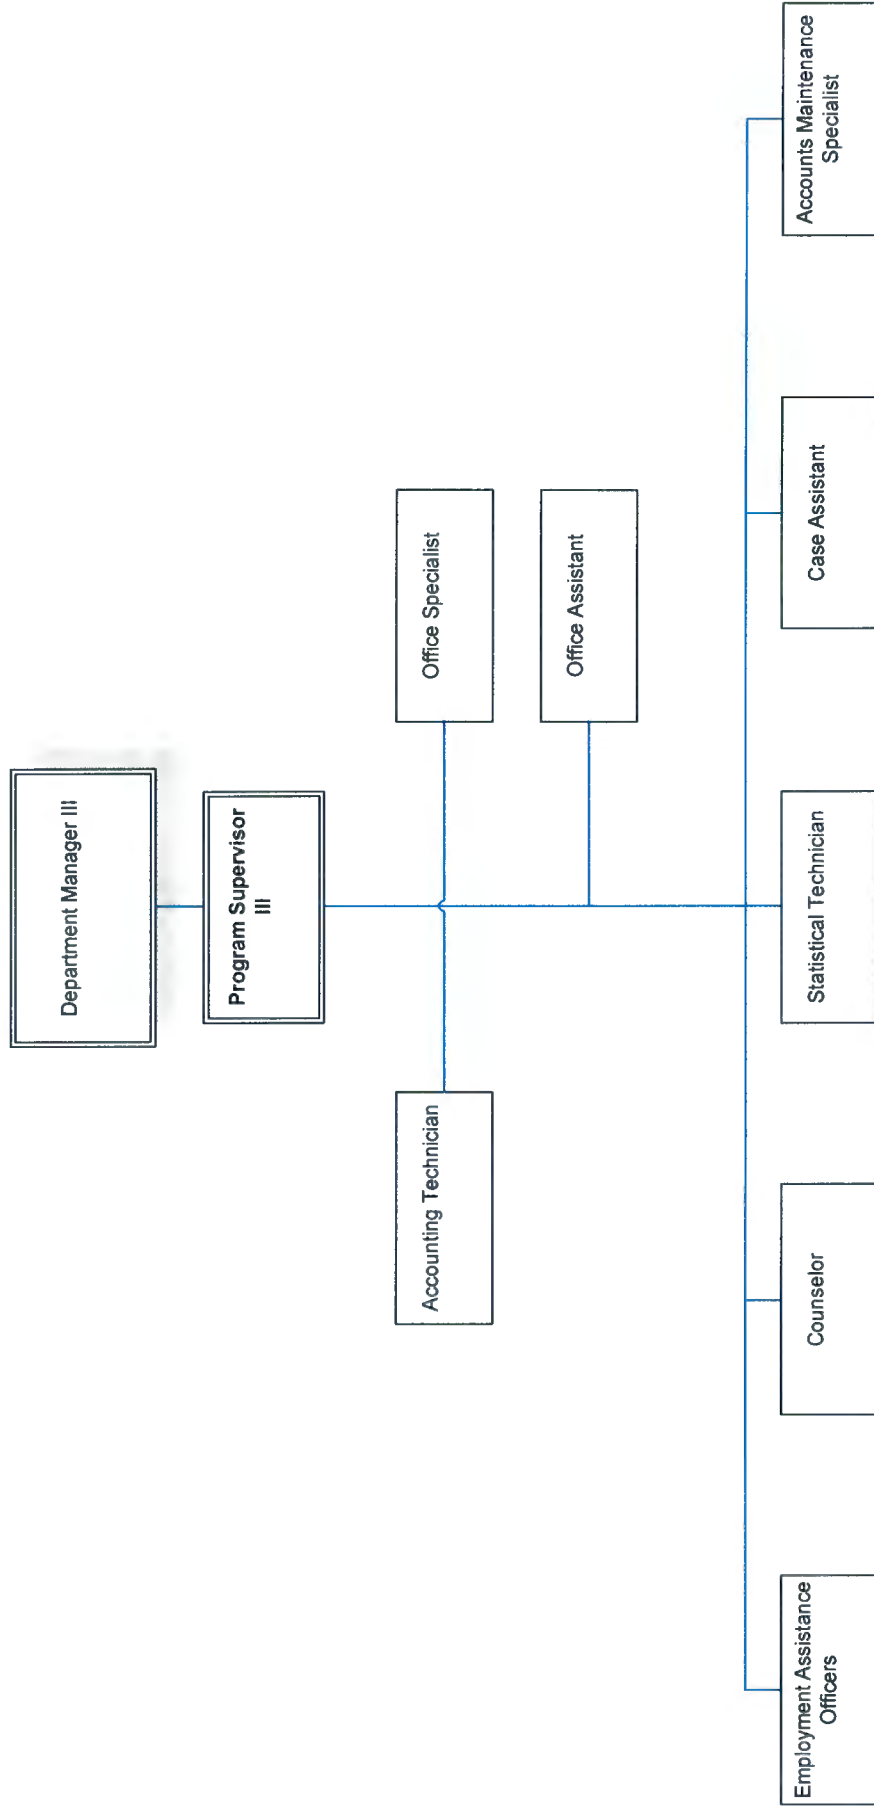 Department Manager III
Program Supervisor
III
Accounting Technician
Office Specialist
Office Assistant
Employment Assistance
Officers
Counselor
Statistical Technician
Case Assistant
Accounts Maintenance
Specialist